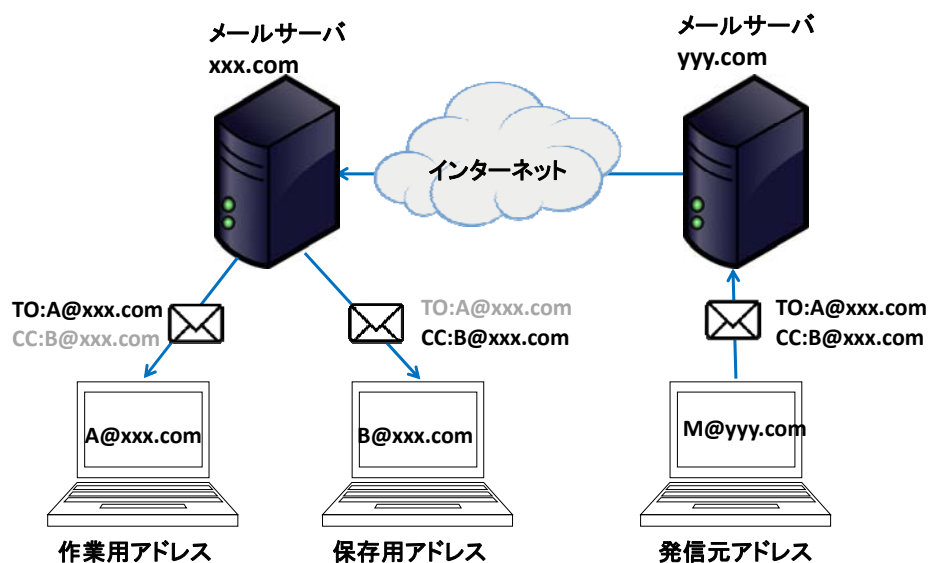 メールサーバ
xxx.com
メールサーバ
yyy.com
インターネット
TO:A@xxx.com
CC:B@xxx.com
TO:A@xxx.com
CC:B@xxx.com
TO:A@xxx.com
CC:B@xxx.com
A@xxx.com
B@xxx.com
M@yyy.com
作業用アドレス
保存用アドレス
発信元アドレス